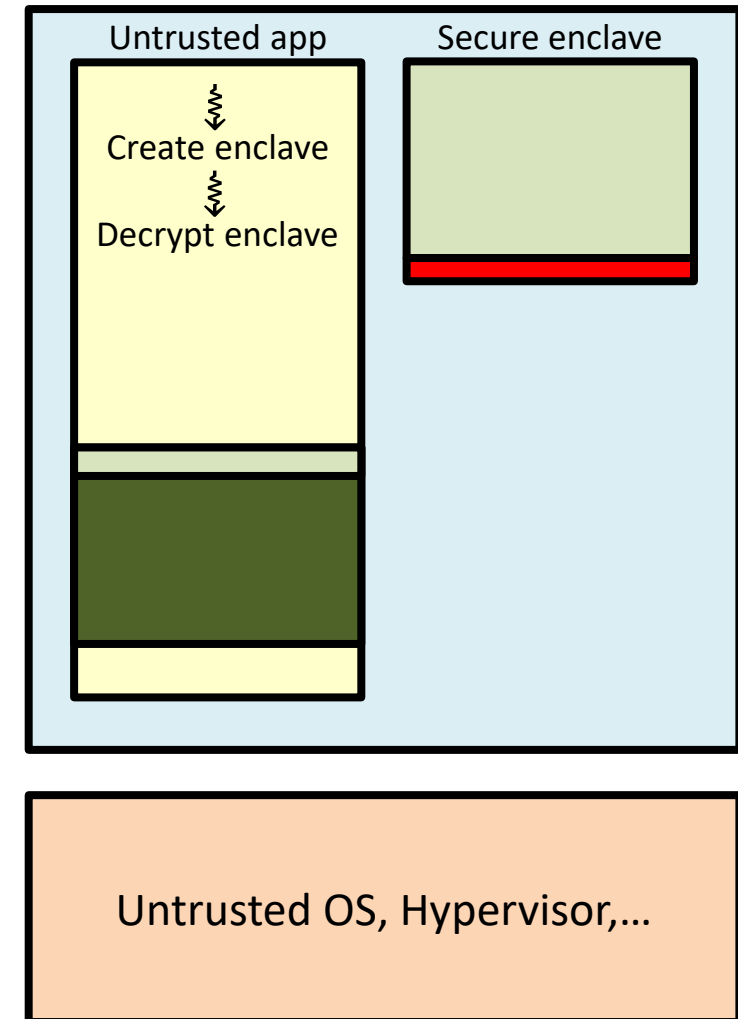 Untrusted app
Secure enclave
Create enclave
Decrypt enclave
Untrusted OS, Hypervisor,...